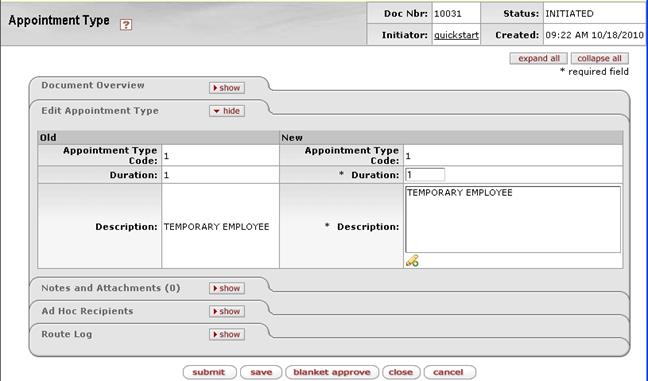 Appointment Type ?
Doc Nbr: 10031 Status: INITIATED
Initiator: quickstart Created: 09:22 AM 10/18/2010
expand all collapse all
* required field
Document Overview show
Edit Appointment Type hide
Old New
Appointment Type Code: 1 Appointment Type Code: 1
Duration: 1 * Duration: 1
Description: TEMPORARY EMPLOYEE * Description: TEMPORARY EMPLOYEE
Notes and Attachments (0) show
Ad Hoc Recipients show
Route Log show
submit save blanket approve close cancel